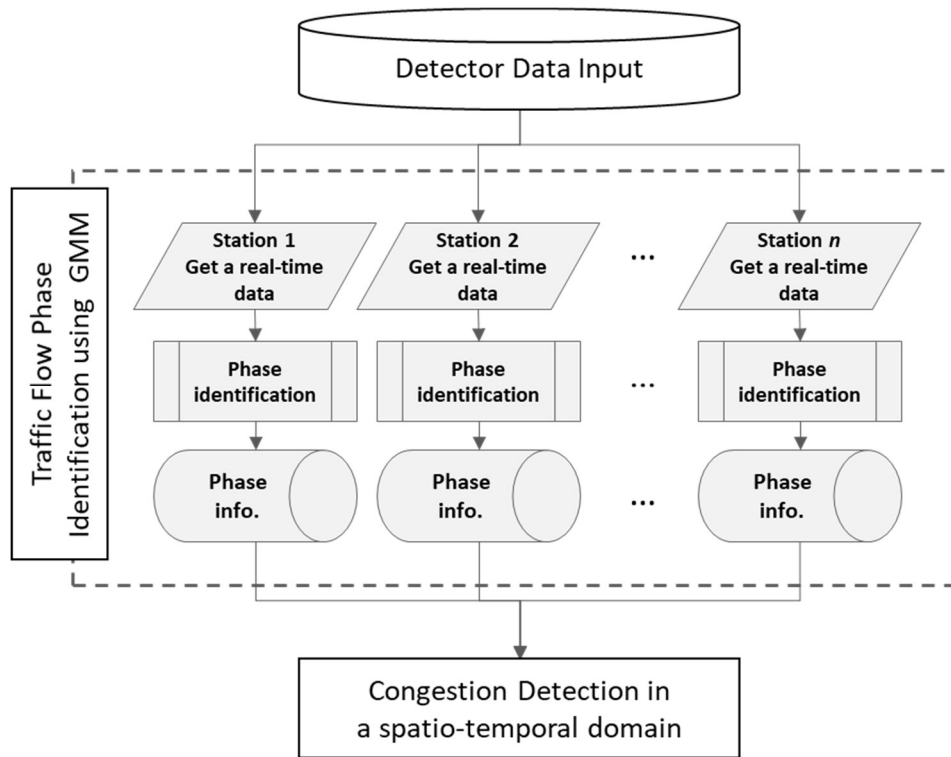 Detector Data Input
Traffic Flow Phase
Identification using GMM
Station 1
Get a real-time
data
Station 2
Get a real-time
data
...
Station n
Get a real-time
data
Phase
identification
Phase
identification
...
Phase
identification
Phase
info.
Phase
info.
...
Phase
info.
Congestion Detection in
a spatio-temporal domain